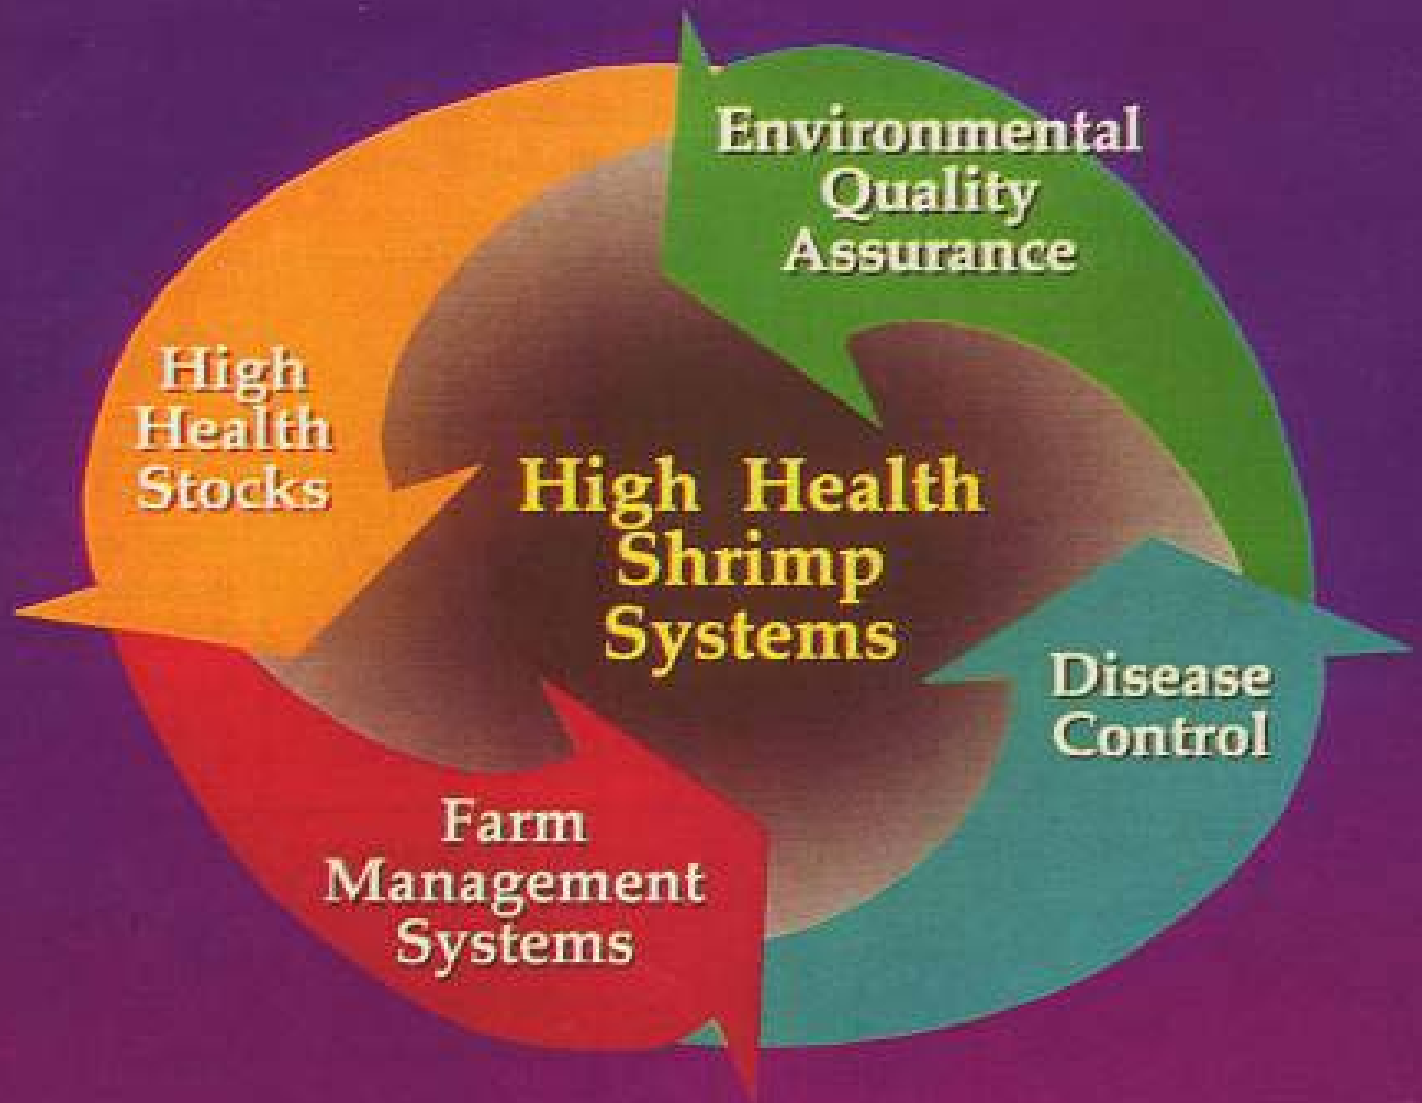 Environmental
Quality
Assurance
High
Health
Stocks
High Health
Shrimp
Systems
Disease
Control
Farm
Management
Systems